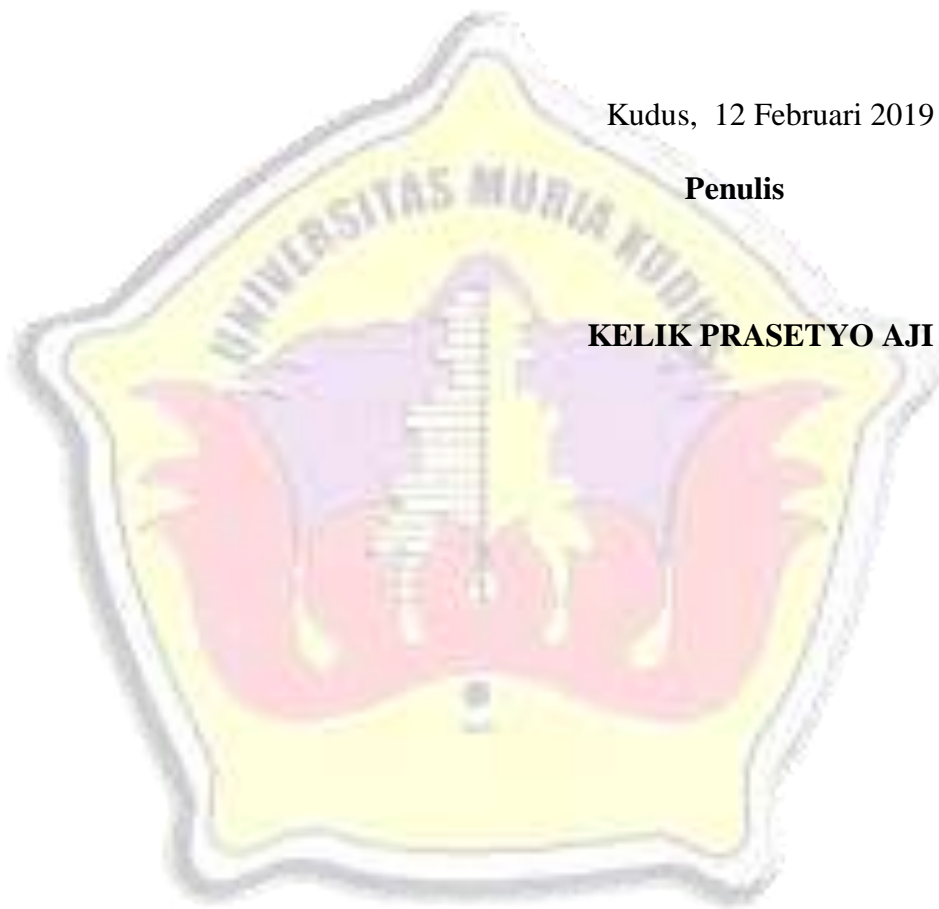 Kudus, 12 Februari 2019
Penulis
UNIVERSITAS MURIA KUDUS
KELIK PRASETYO AJI